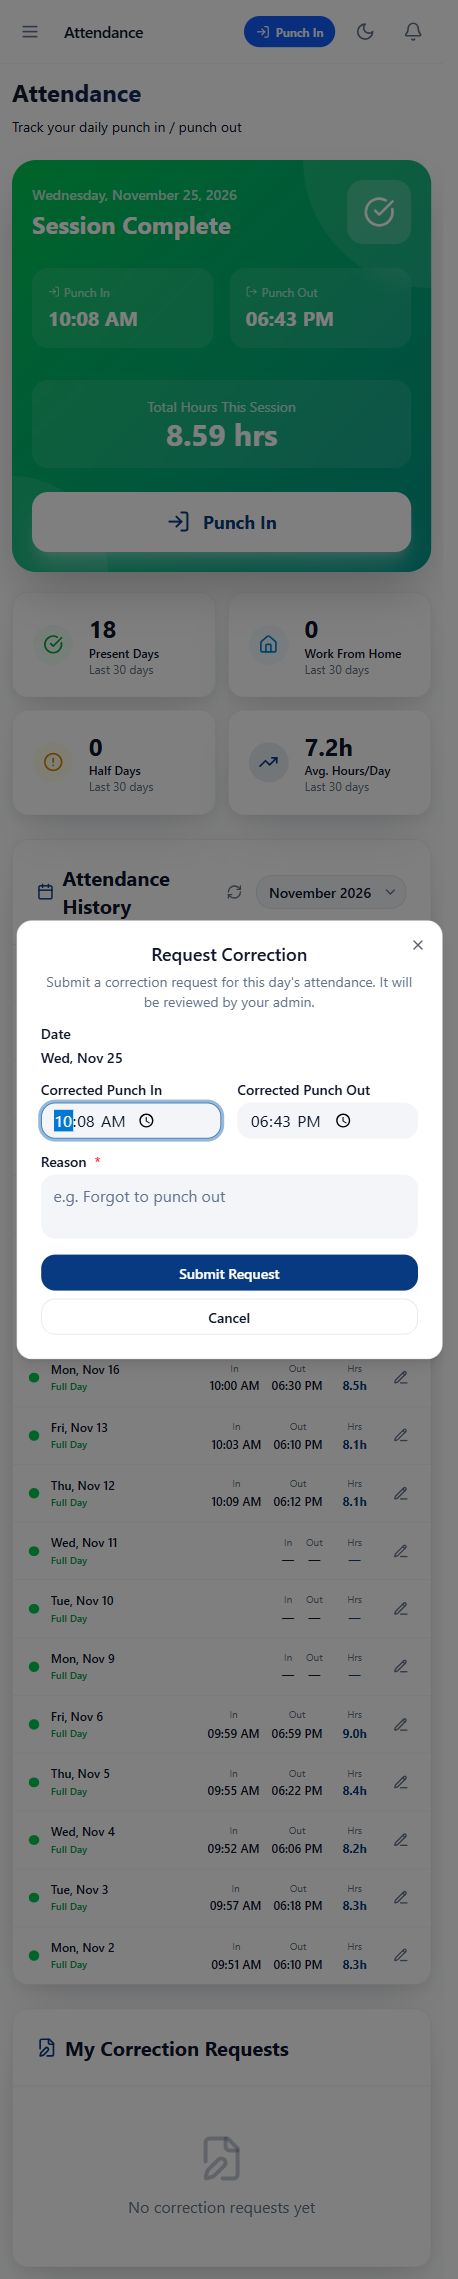 Attendance
Punch In
Attendance
Track your daily punch in / punch out
Wednesday, November 25, 2026
Session Complete
Punch In
Punch Out
10:08 AM
06:43 PM
Total Hours This Session
8.59 hrs
Punch In
18
Present Days
Last 30 days
0
Work From Home
Last 30 days
0
Half Days
Last 30 days
7.2h
Avg. Hours/Day
Last 30 days
Attendance
History
November 2026
Request Correction
Submit a correction request for this day's attendance. It will
be reviewed by your admin.
Date
Wed, Nov 25
Corrected Punch In
Corrected Punch Out
10:08 AM
06:43 PM
Reason *
e.g. Forgot to punch out
Submit Request
Cancel
Mon, Nov 16
Full Day
In Out Hrs
10:00 AM 06:30 PM 8.5h
Fri, Nov 13
Full Day
In Out Hrs
10:03 AM 06:10 PM 8.1h
Thu, Nov 12
Full Day
In Out Hrs
10:09 AM 06:12 PM 8.1h
Wed, Nov 11
Full Day
In Out Hrs
— — —
Tue, Nov 10
Full Day
In Out Hrs
— — —
Mon, Nov 9
Full Day
In Out Hrs
— — —
Fri, Nov 6
Full Day
In Out Hrs
09:59 AM 06:59 PM 9.0h
Thu, Nov 5
Full Day
In Out Hrs
09:55 AM 06:22 PM 8.4h
Wed, Nov 4
Full Day
In Out Hrs
09:52 AM 06:06 PM 8.2h
Tue, Nov 3
Full Day
In Out Hrs
09:57 AM 06:18 PM 8.3h
Mon, Nov 2
Full Day
In Out Hrs
09:51 AM 06:10 PM 8.3h
My Correction Requests
No correction requests yet